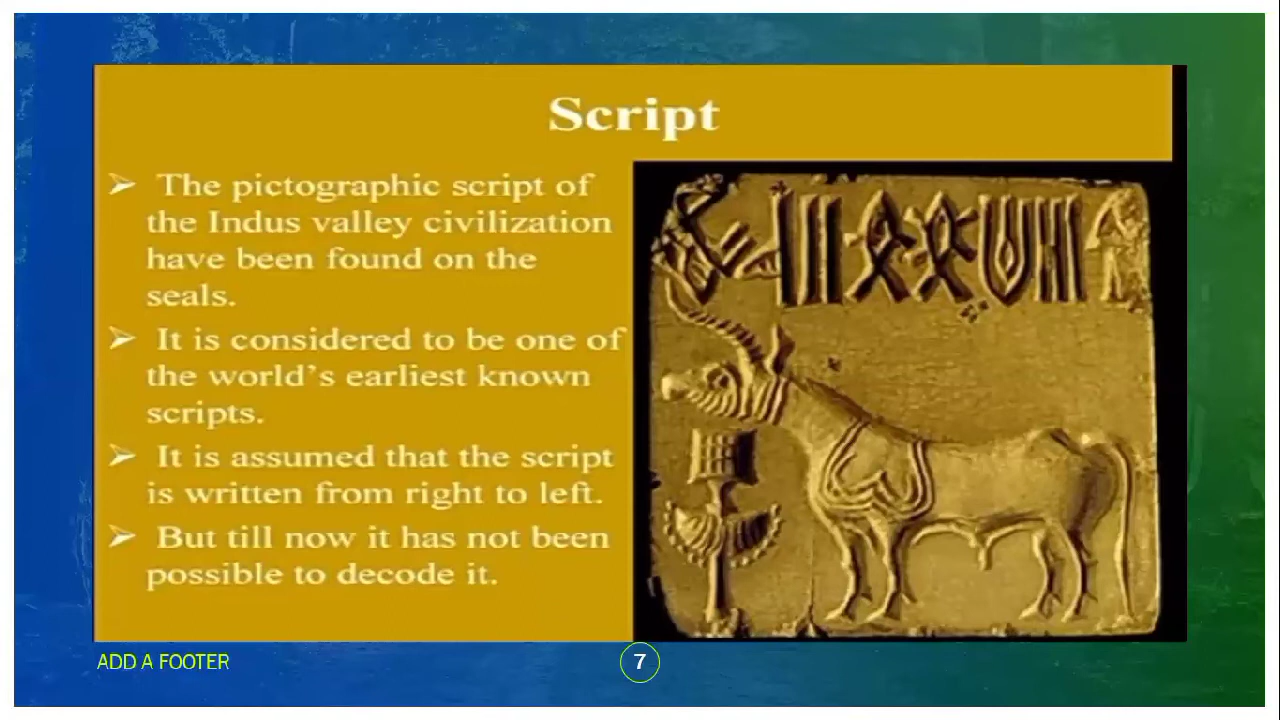 Script
➢ The pictographic script of
the Indus valley civilization
have been found on the
seals.
➢ It is considered to be one of
the world's earliest known
scripts.
➢ It is assumed that the script
is written from right to left.
➢ But till now it has not been
possible to decode it.
ADD A FOOTER
7